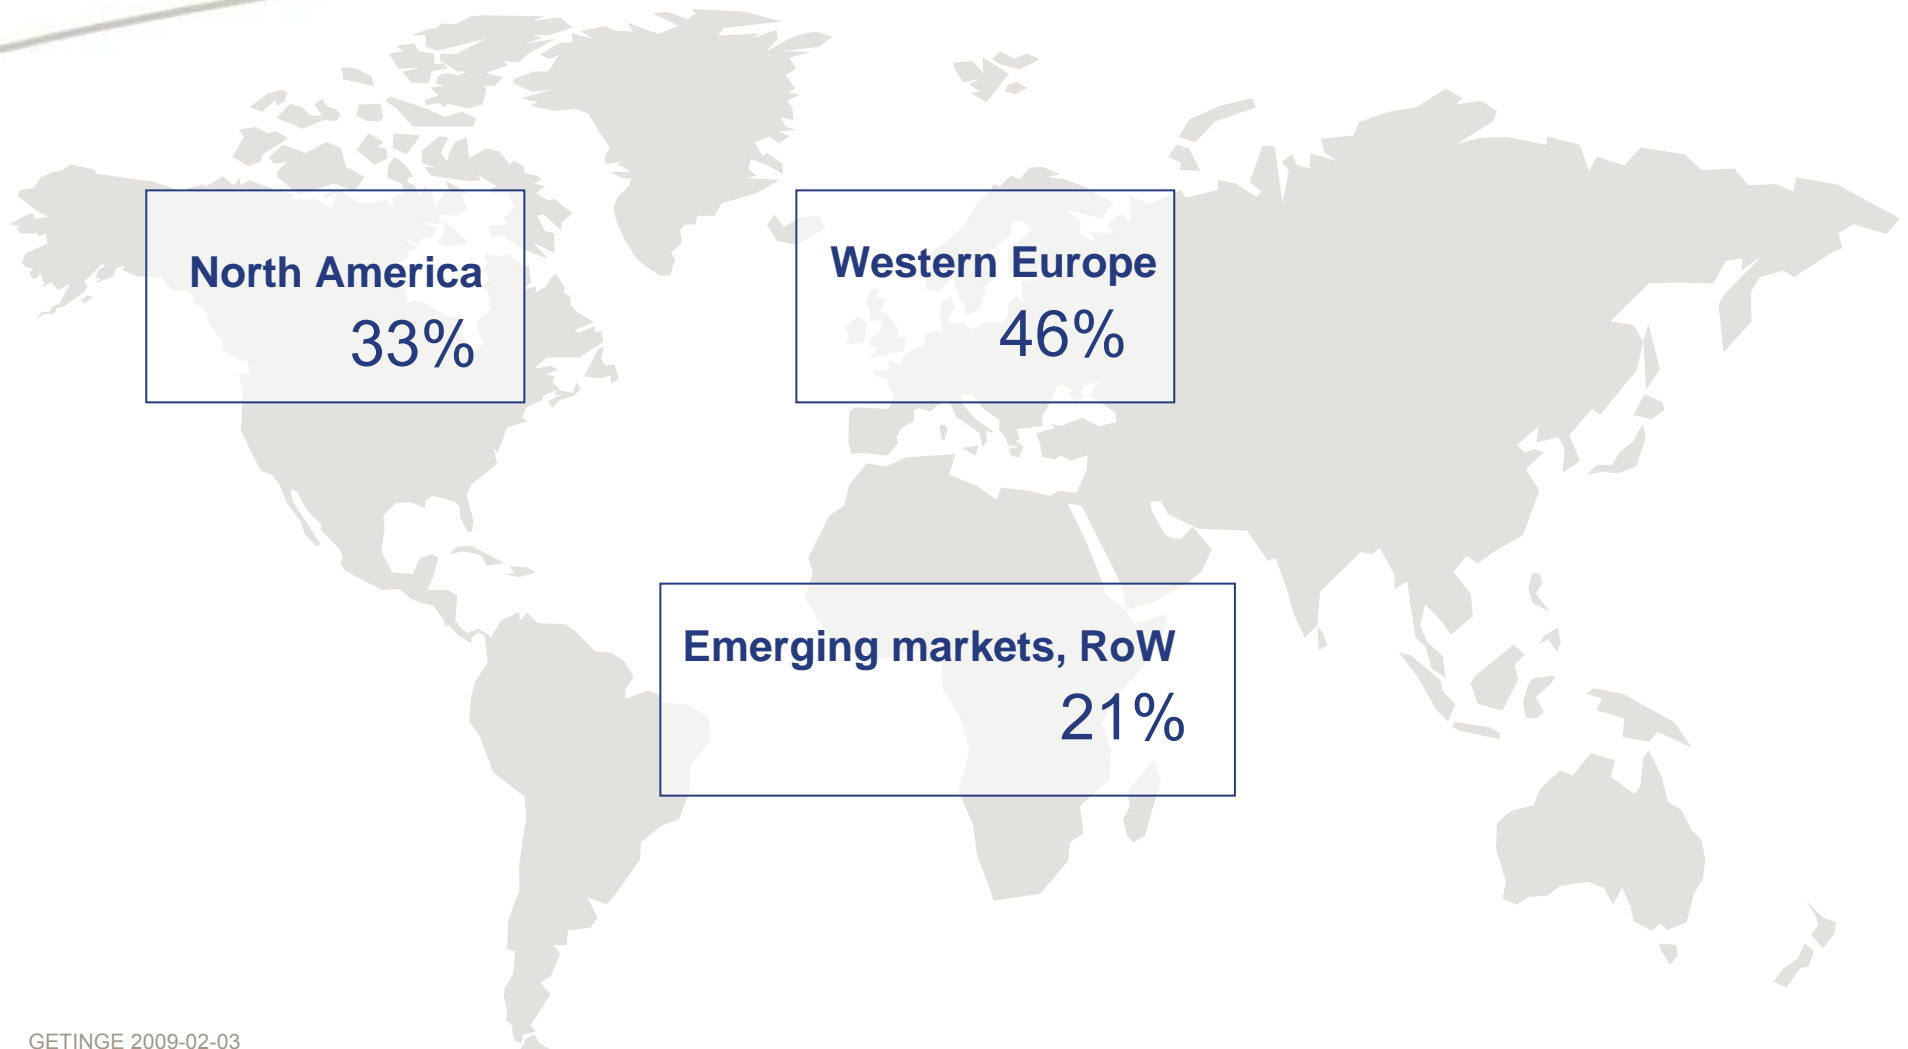 North America
33%
Western Europe
46%
Emerging markets, RoW
21%
GETINGE 2009-02-03